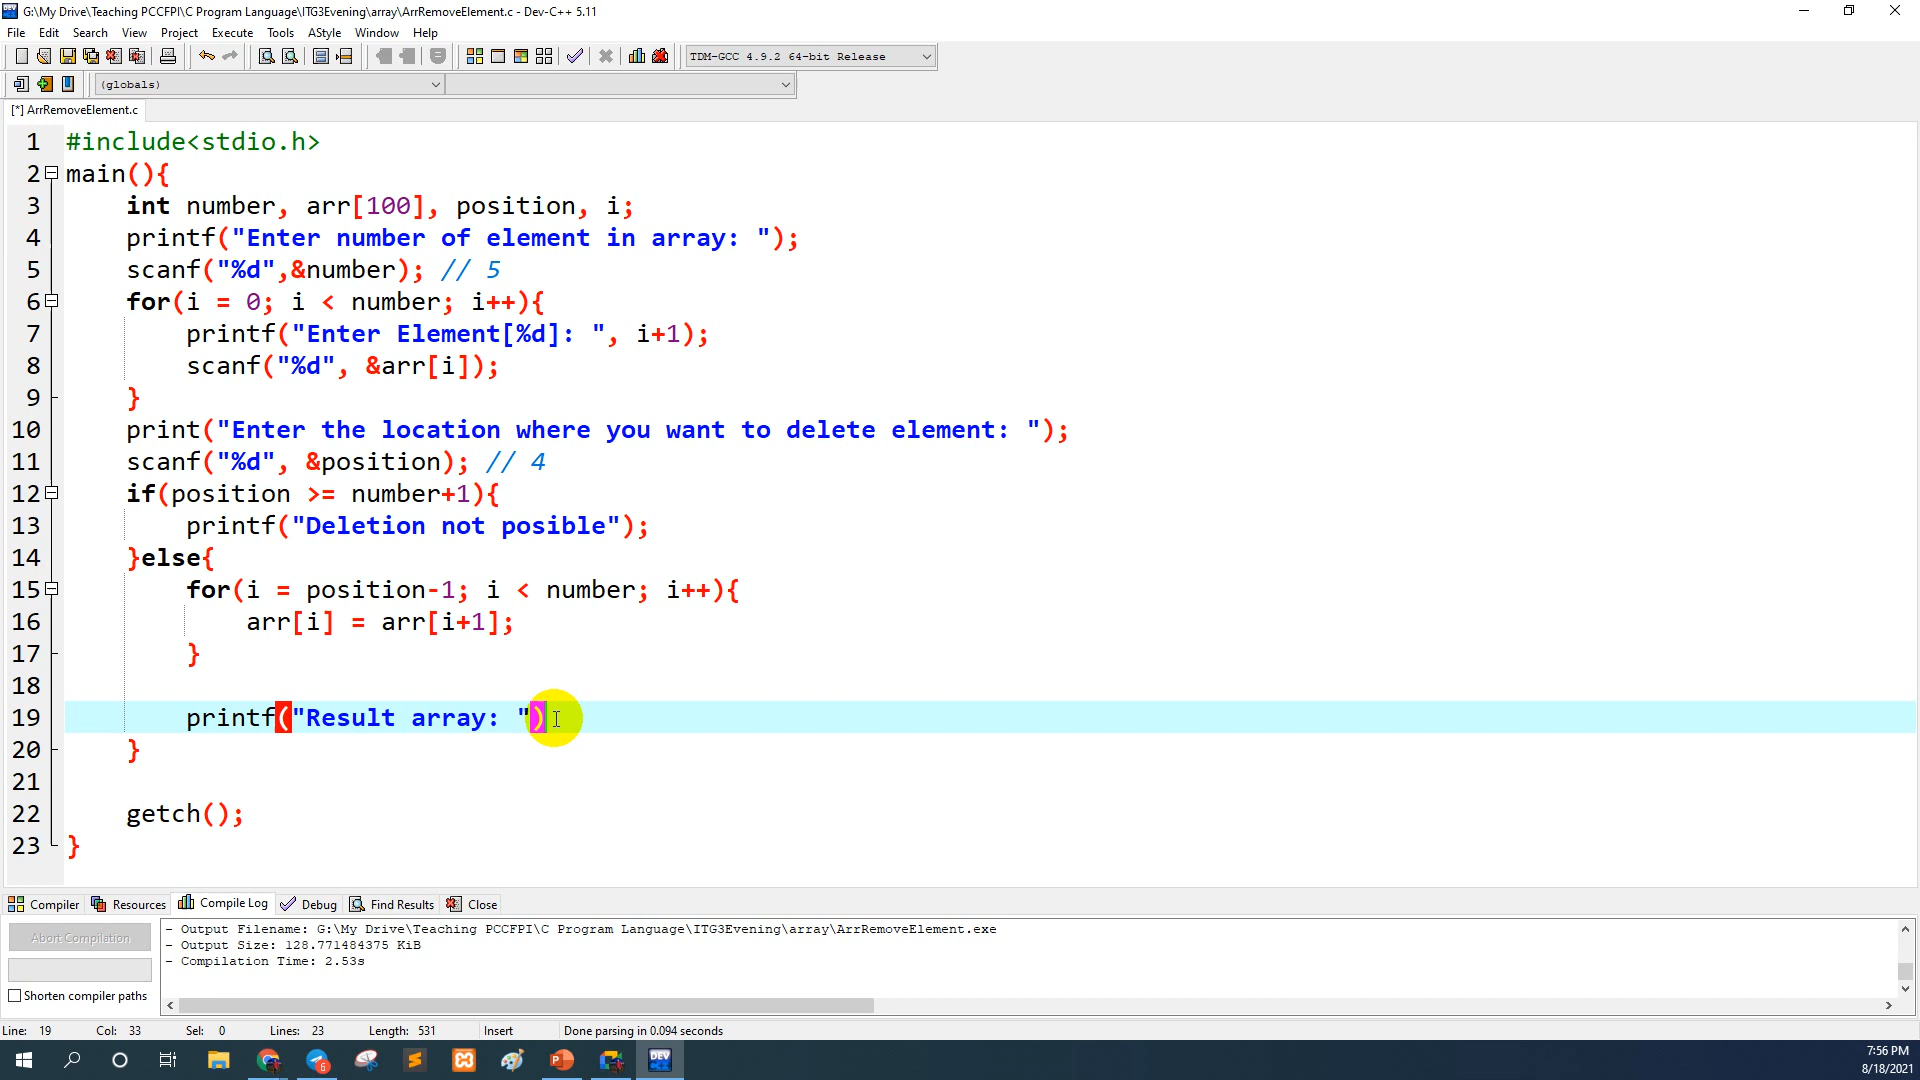 G:\My Drive\Teaching PCCFPI\C Program Language\ITG3Evening\array\ArrRemoveElement.c - Dev-C++ 5.11
File Edit Search View Project Execute Tools AStyle Window Help
TDM-GCC 4.9.2 64-bit Release
(globals)
[*] ArrRemoveElement.c
1 #include<stdio.h>
2 main(){
3 int number, arr[100], position, i;
4 printf("Enter number of element in array: ");
5 scanf("%d",&number); // 5
6 for(i = 0; i < number; i++){
7 printf("Enter Element[%d]: ", i+1);
8 scanf("%d", &arr[i]);
9 }
10 print("Enter the location where you want to delete element: ");
11 scanf("%d", &position); // 4
12 if(position >= number+1){
13 printf("Deletion not posible");
14 }else{
15 for(i = position-1; i < number; i++){
16 arr[i] = arr[i+1];
17 }
18
19 printf("Result array: ")
20 }
21
22 getch();
23 }
Compiler Resources Compile Log Debug Find Results Close
Abort Compilation
Shorten compiler paths
- Output Filename: G:\My Drive\Teaching PCCFPI\C Program Language\ITG3Evening\array\ArrRemoveElement.exe
- Output Size: 128.771484375 KiB
- Compilation Time: 2.53s
Line: 19 Col: 33 Sel: 0 Lines: 23 Length: 531 Insert Done parsing in 0.094 seconds
6
DEV
7:56 PM
8/18/2021